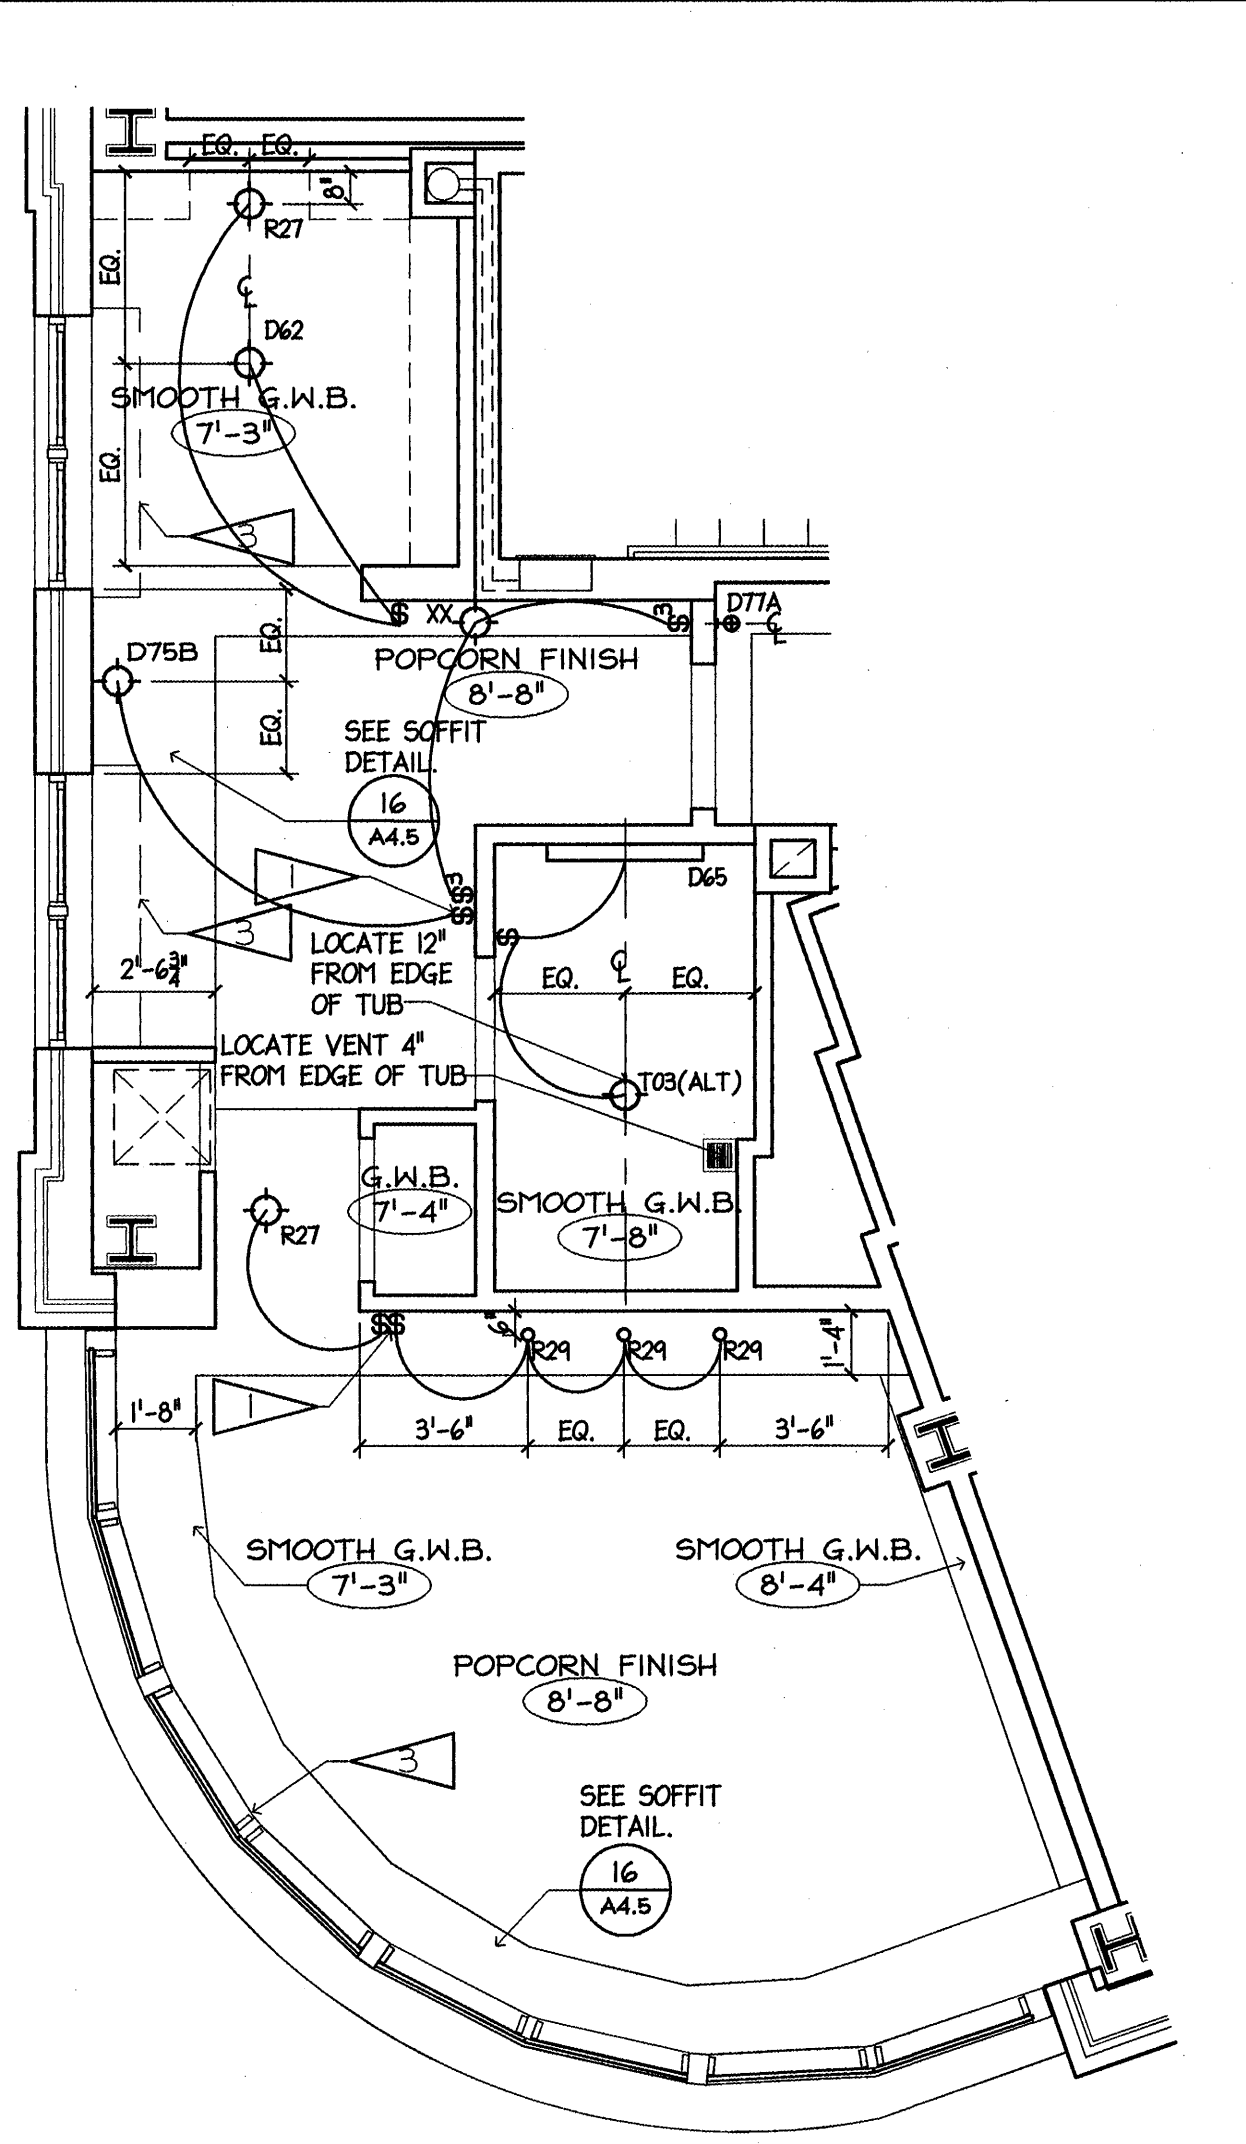 EQ. EQ.
8"
R27
EQ.
C L
D62
SMOOTH G.W.B.
7'-3"
EQ.
3
XX
$
3
$
D77A
C L
EQ.
D75B
POPCORN FINISH
8'-8"
EQ.
SEE SOFFIT
DETAIL.
16
A4.5
D65
1
3
$$
$
$
3
LOCATE 12"
FROM EDGE
OF TUB
2'-6 3/4"
EQ. C L EQ.
LOCATE VENT 4"
FROM EDGE OF TUB
T03(ALT)
G.W.B.
7'-4"
SMOOTH G.W.B.
7'-8"
R27
$$
6"
R29 R29 R29
1'-4"
1
1'-8"
3'-6" EQ. EQ. 3'-6"
SMOOTH G.W.B.
7'-3"
SMOOTH G.W.B.
8'-4"
POPCORN FINISH
8'-8"
3
SEE SOFFIT
DETAIL.
16
A4.5